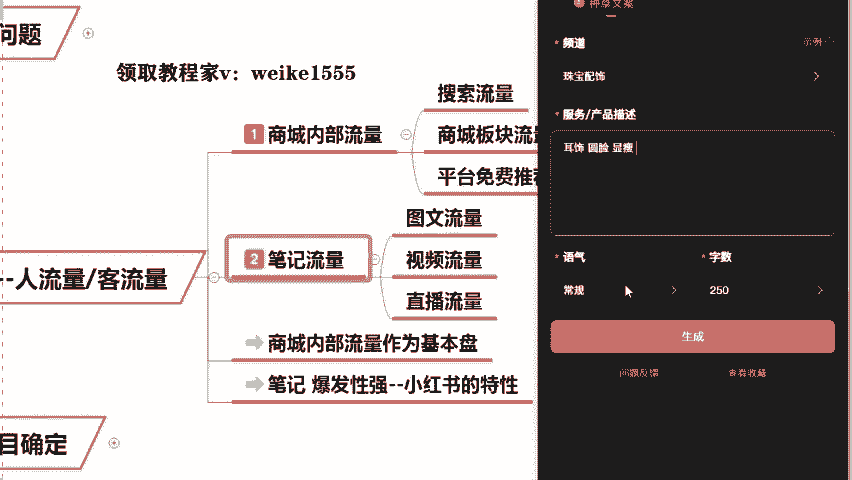 问题
领取教程家v：weike1555
搜索流量
1 商城内部流量
商城板块流量
平台免费推荐
2 笔记流量
图文流量
视频流量
直播流量
--人流量/客流量
商城内部流量作为基本盘
笔记 爆发性强--小红书的特性
目确定
种草文案
* 频道
示例
珠宝配饰
* 服务/产品描述
耳饰 圆脸 显瘦
* 语气
* 字数
常规
250
生成
问题反馈
查看收藏